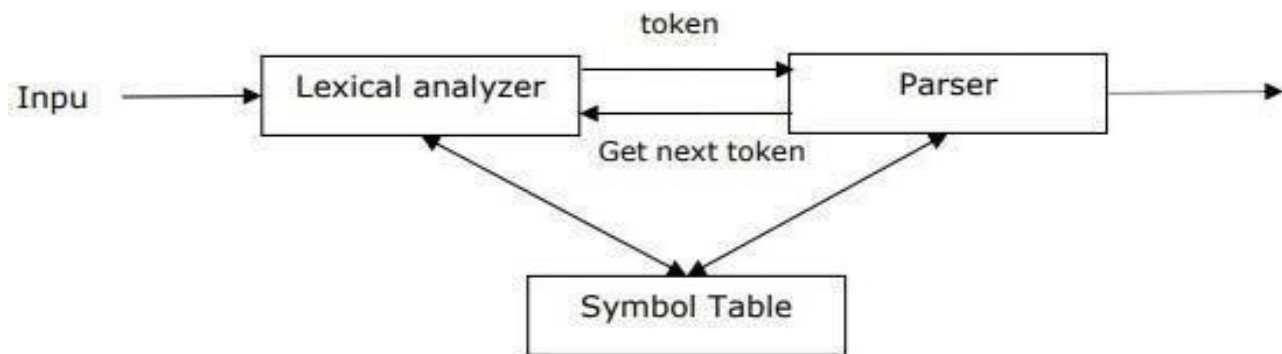 token
Inpu
Lexical analyzer
Parser
Get next token
Symbol Table